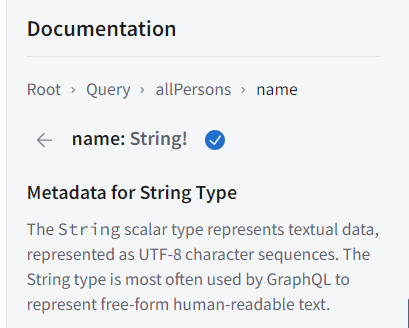 Documentation
Root › Query › allPersons › name
← name: String!
Metadata for String Type
The String scalar type represents textual data,
represented as UTF-8 character sequences. The
String type is most often used by GraphQL to
represent free-form human-readable text.